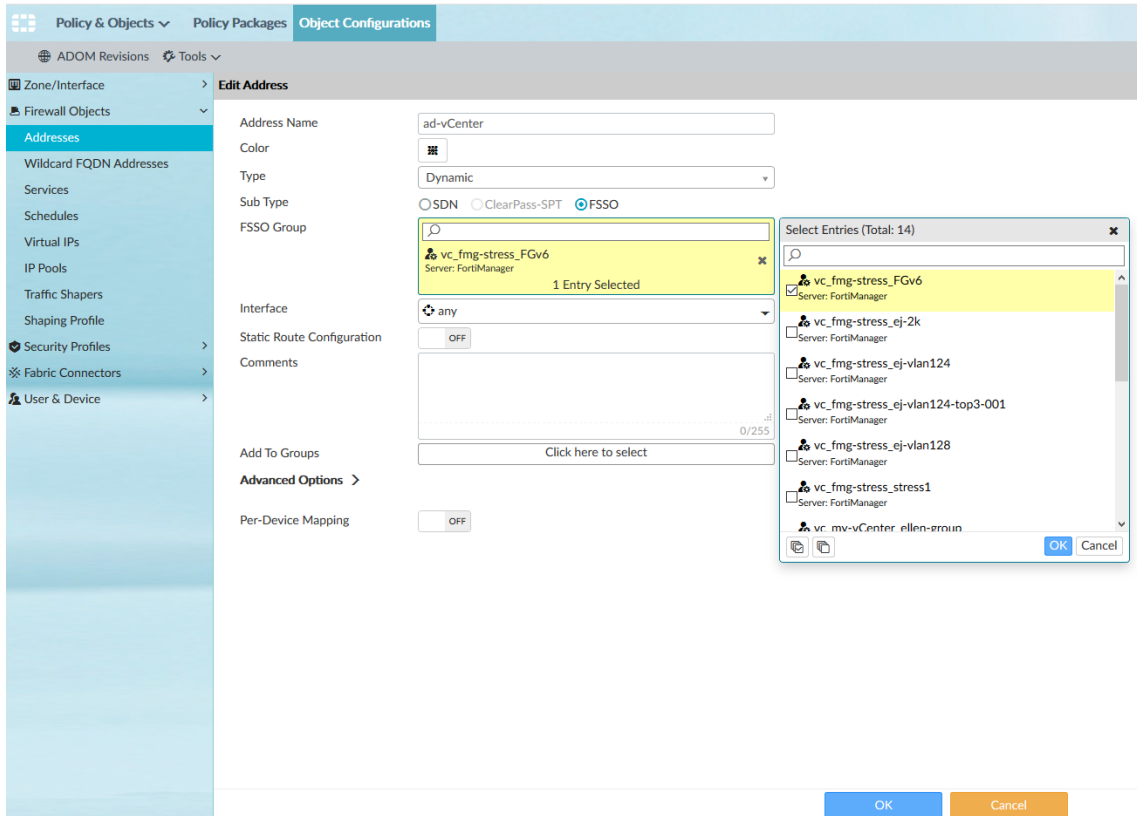 Policy & Objects Policy Packages Object Configurations
ADOM Revisions Tools
Zone/Interface
Firewall Objects
Addresses
Wildcard FQDN Addresses
Services
Schedules
Virtual IPs
IP Pools
Traffic Shapers
Shaping Profile
Security Profiles
Fabric Connectors
User & Device
Edit Address
Address Name ad-vCenter
Color
Type Dynamic
Sub Type SDN ClearPass-SPT FSSO
FSSO Group
vc_fmg-stress_FGv6
Server: FortiManager
1 Entry Selected
Interface any
Static Route Configuration OFF
Comments
0/255
Add To Groups Click here to select
Advanced Options
Per-Device Mapping OFF
Select Entries (Total: 14)
vc_fmg-stress_FGv6
Server: FortiManager
vc_fmg-stress_ej-2k
Server: FortiManager
vc_fmg-stress_ej-vlan124
Server: FortiManager
vc_fmg-stress_ej-vlan124-top3-001
Server: FortiManager
vc_fmg-stress_ej-vlan128
Server: FortiManager
vc_fmg-stress_stress1
Server: FortiManager
vc_my-vCenter_ellen-group
OK Cancel
OK Cancel